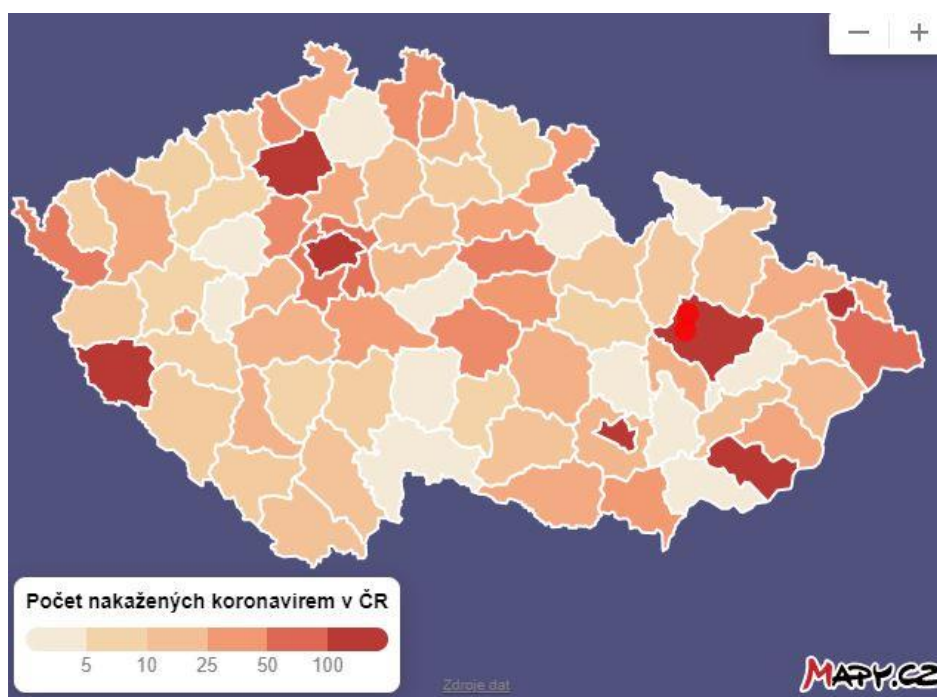 − +
Počet nakažených koronavirem v ČR
5 10 25 50 100
Zdroje dat
MAPY.CZ